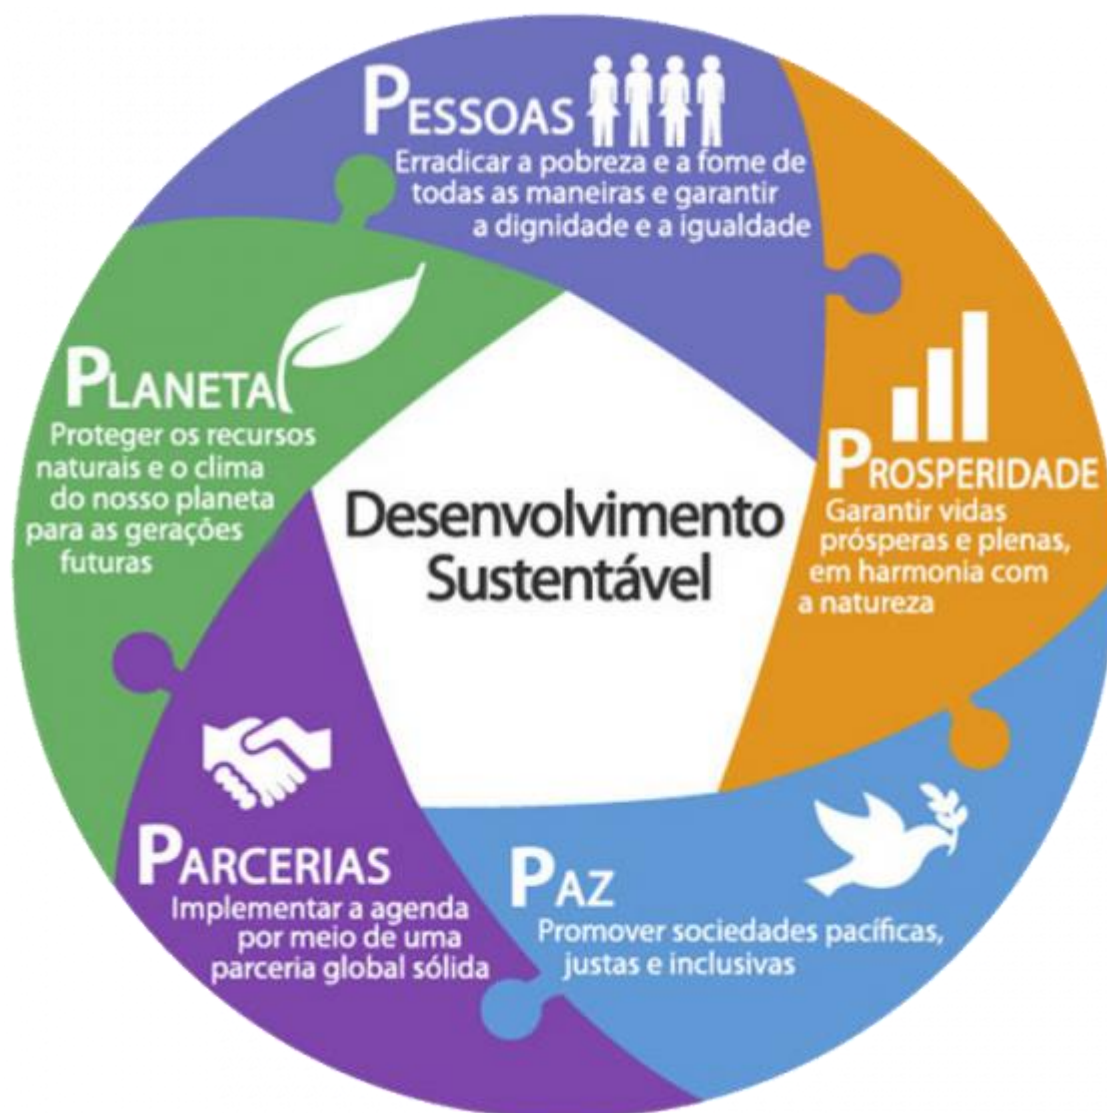 PESSOAS
Erradicar a pobreza e a fome de
todas as maneiras e garantir
a dignidade e a igualdade
PROSPERIDADE
Garantir vidas
prósperas e plenas,
em harmonia com
a natureza
PAZ
Promover sociedades pacíficas,
justas e inclusivas
PARCERIAS
Implementar a agenda
por meio de uma
parceria global sólida
PLANETA
Proteger os recursos
naturais e o clima
do nosso planeta
para as gerações
futuras
Desenvolvimento
Sustentável